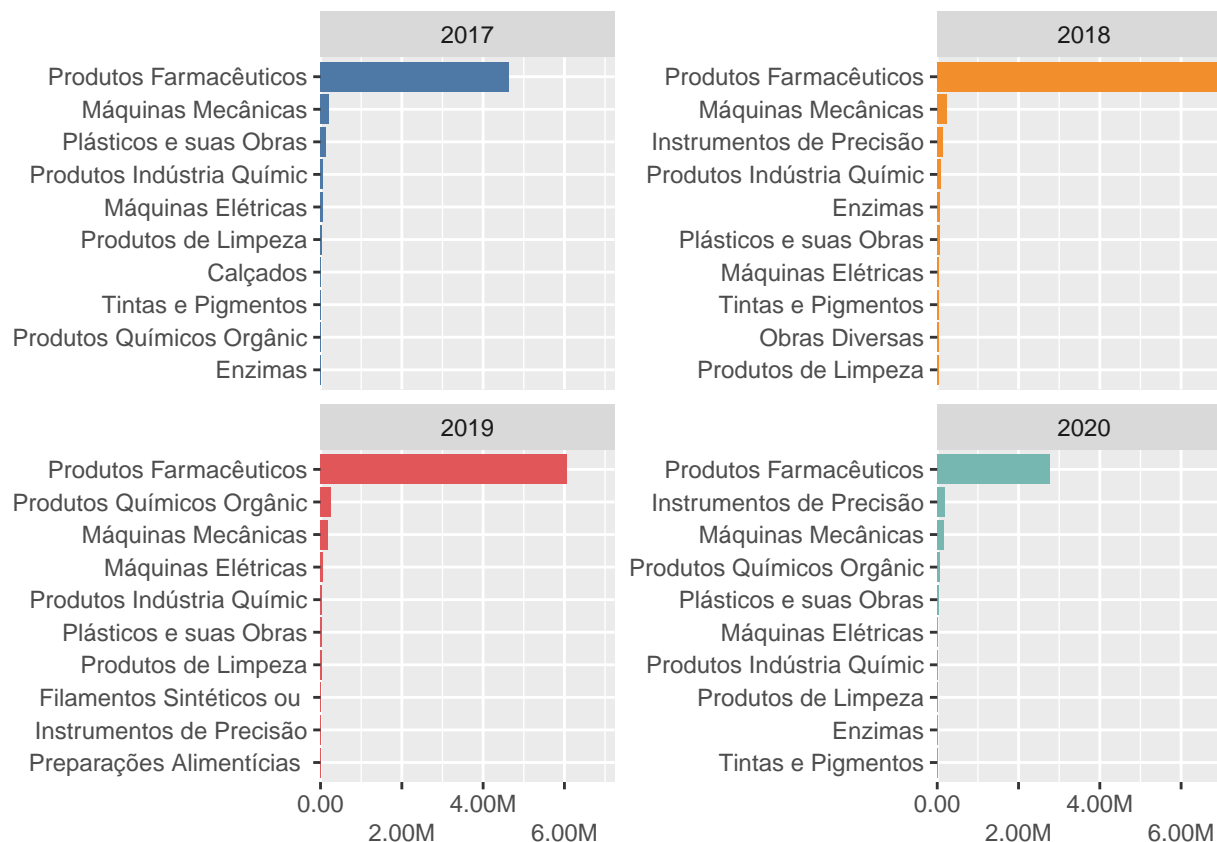 2017
Produtos Farmacêuticos
Máquinas Mecânicas
Plásticos e suas Obras
Produtos Indústria Químic
Máquinas Elétricas
Produtos de Limpeza
Calçados
Tintas e Pigmentos
Produtos Químicos Orgânic
Enzimas
2018
Produtos Farmacêuticos
Máquinas Mecânicas
Instrumentos de Precisão
Produtos Indústria Químic
Enzimas
Plásticos e suas Obras
Máquinas Elétricas
Tintas e Pigmentos
Obras Diversas
Produtos de Limpeza
2019
Produtos Farmacêuticos
Produtos Químicos Orgânic
Máquinas Mecânicas
Máquinas Elétricas
Produtos Indústria Químic
Plásticos e suas Obras
Produtos de Limpeza
Filamentos Sintéticos ou
Instrumentos de Precisão
Preparações Alimentícias
0.00 4.00M
2.00M 6.00M
2020
Produtos Farmacêuticos
Instrumentos de Precisão
Máquinas Mecânicas
Produtos Químicos Orgânic
Plásticos e suas Obras
Máquinas Elétricas
Produtos Indústria Químic
Produtos de Limpeza
Enzimas
Tintas e Pigmentos
0.00 4.00M
2.00M 6.00M